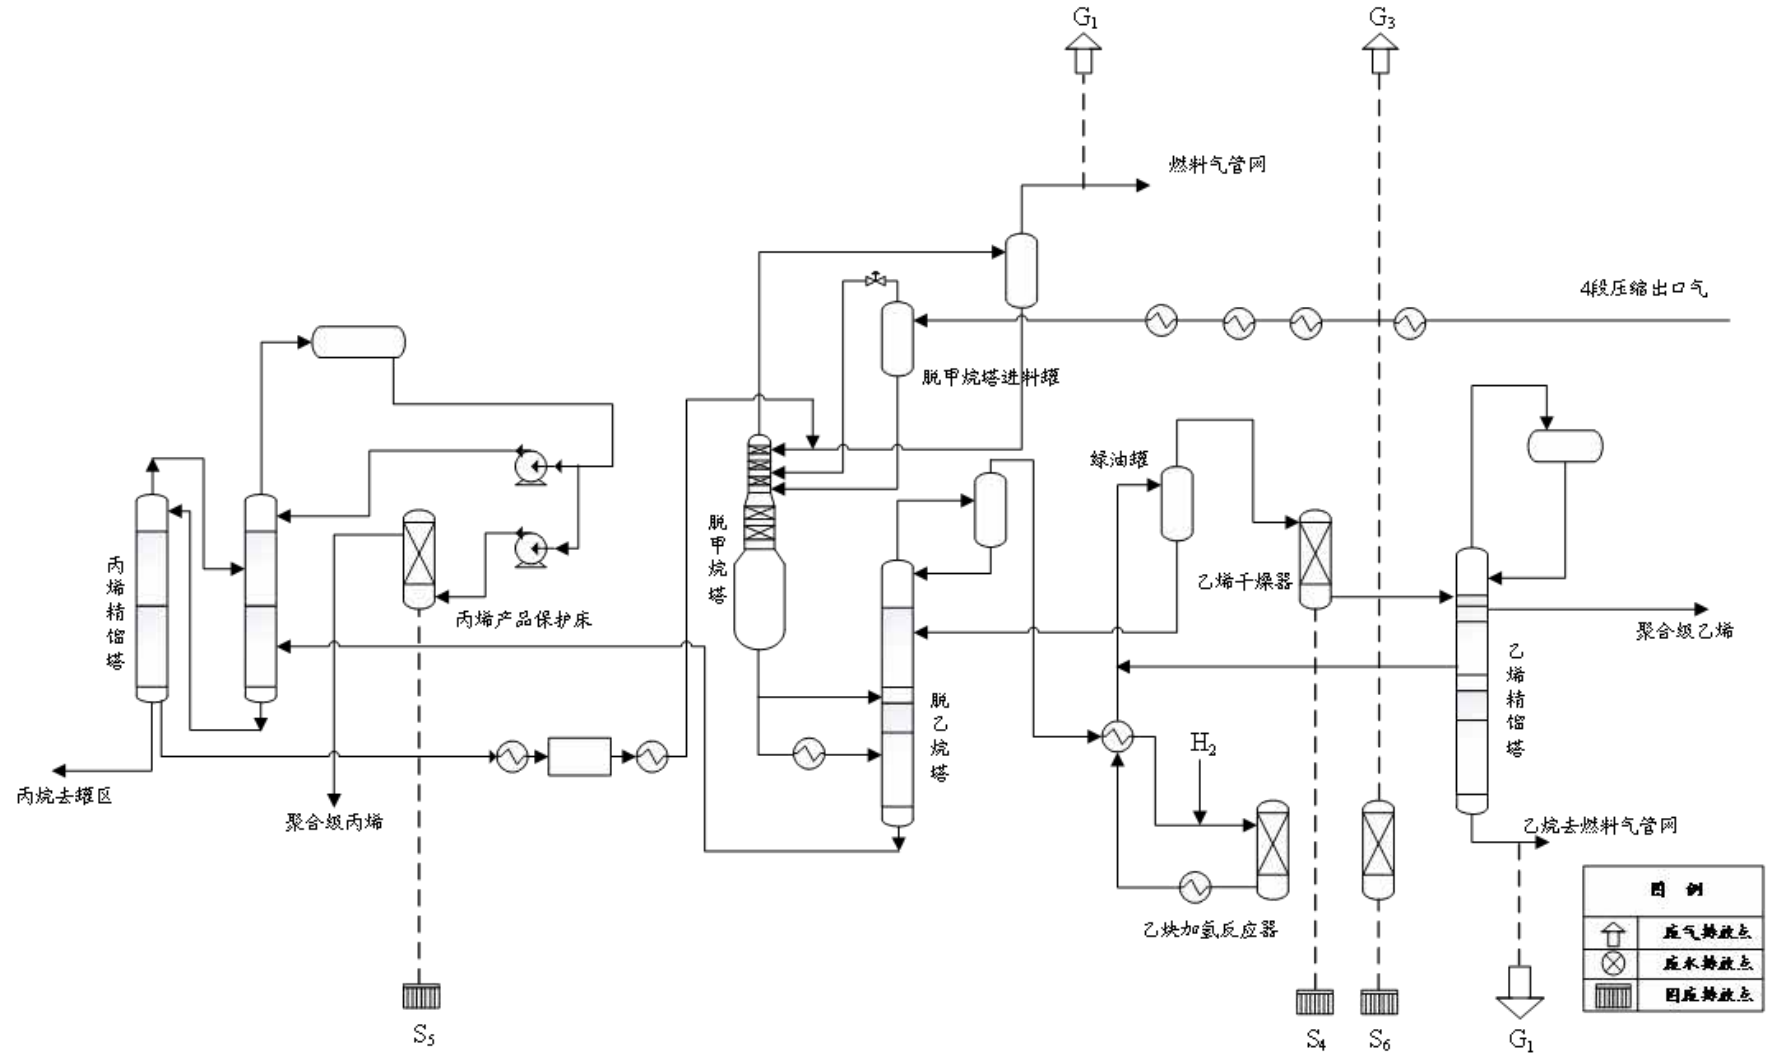 G₁
G₃
燃料气管网
4段压缩出口气
脱甲烷塔进料罐
绿油罐
脱甲烷塔
丙烯精馏塔
乙烯干燥器
丙烯产品保护床
聚合级乙烯
乙烯精馏塔
脱乙烷塔
H₂
丙烷去罐区
聚合级丙烯
乙烷去燃料气管网
图 例
废气排放点
废水排放点
固废排放点
乙炔加氢反应器
S₅
S₄
S₆
G₁